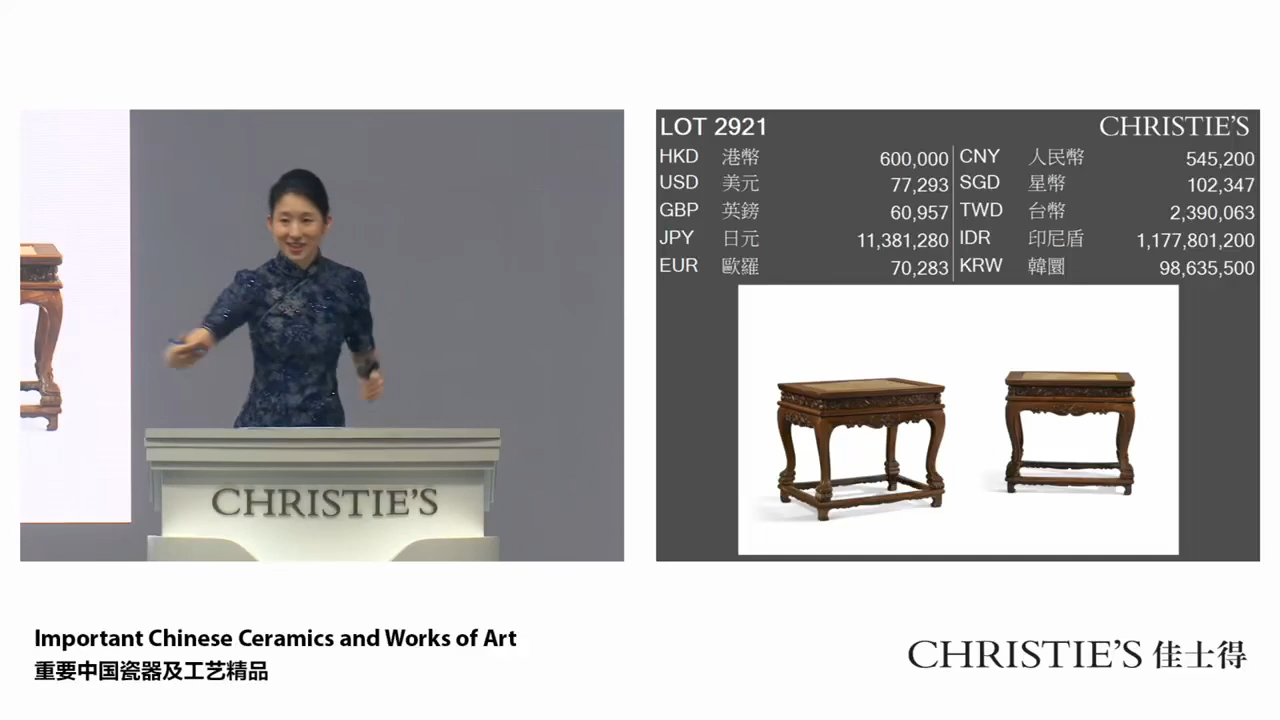 CHRISTIE'S
LOT 2921
CHRISTIE'S
HKD 港幣 600,000 CNY 人民幣 545,200
USD 美元 77,293 SGD 星幣 102,347
GBP 英鎊 60,957 TWD 台幣 2,390,063
JPY 日元 11,381,280 IDR 印尼盾 1,177,801,200
EUR 歐羅 70,283 KRW 韓圜 98,635,500
Important Chinese Ceramics and Works of Art
重要中国瓷器及工艺精品
CHRISTIE'S 佳士得